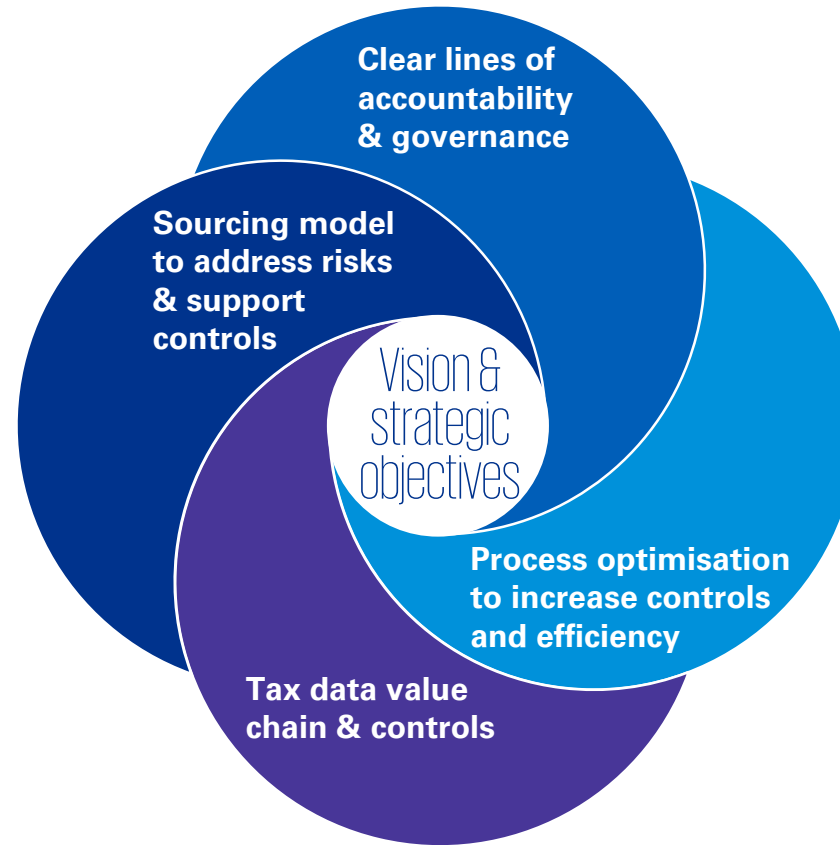 Clear lines of
accountability
& governance
Sourcing model
to address risks
& support
controls
Vision &
strategic
objectives
Process optimisation
to increase controls
and efficiency
Tax data value
chain & controls